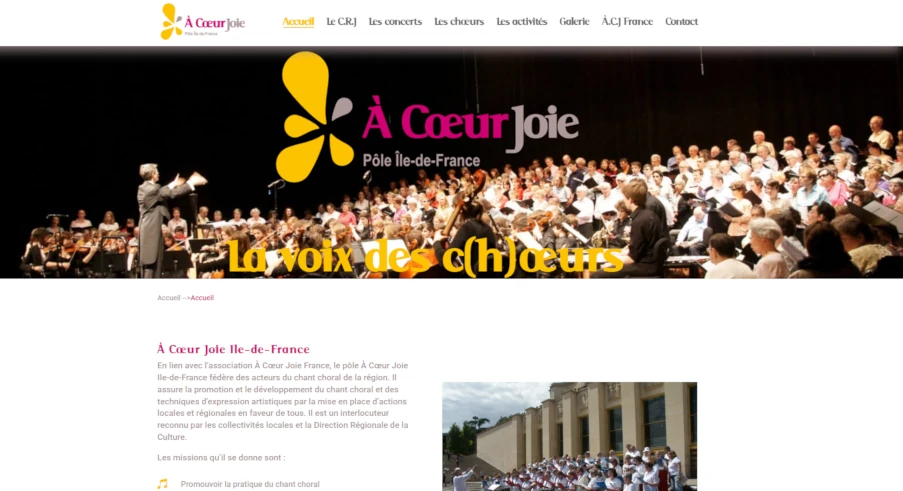 À Cœur Joie
Pôle Île-de-France
Accueil Le C.R.J Les concerts Les chœurs Les activités Galerie À.C.J France Contact
À Cœur Joie
Pôle Île-de-France
La voix des c(h)œurs
Accueil -->Accueil
À Cœur Joie Ile-de-France
En lien avec l'association À Cœur Joie France, le pôle À Cœur Joie
Ile-de-France fédère des acteurs du chant choral de la région. Il
assure la promotion et le développement du chant choral et des
techniques d'expression artistiques par la mise en place d'actions
locales et régionales en faveur de tous. Il est un interlocuteur
reconnu par les collectivités locales et la Direction Régionale de la
Culture.
Les missions qu'il se donne sont :
Promouvoir la pratique du chant choral